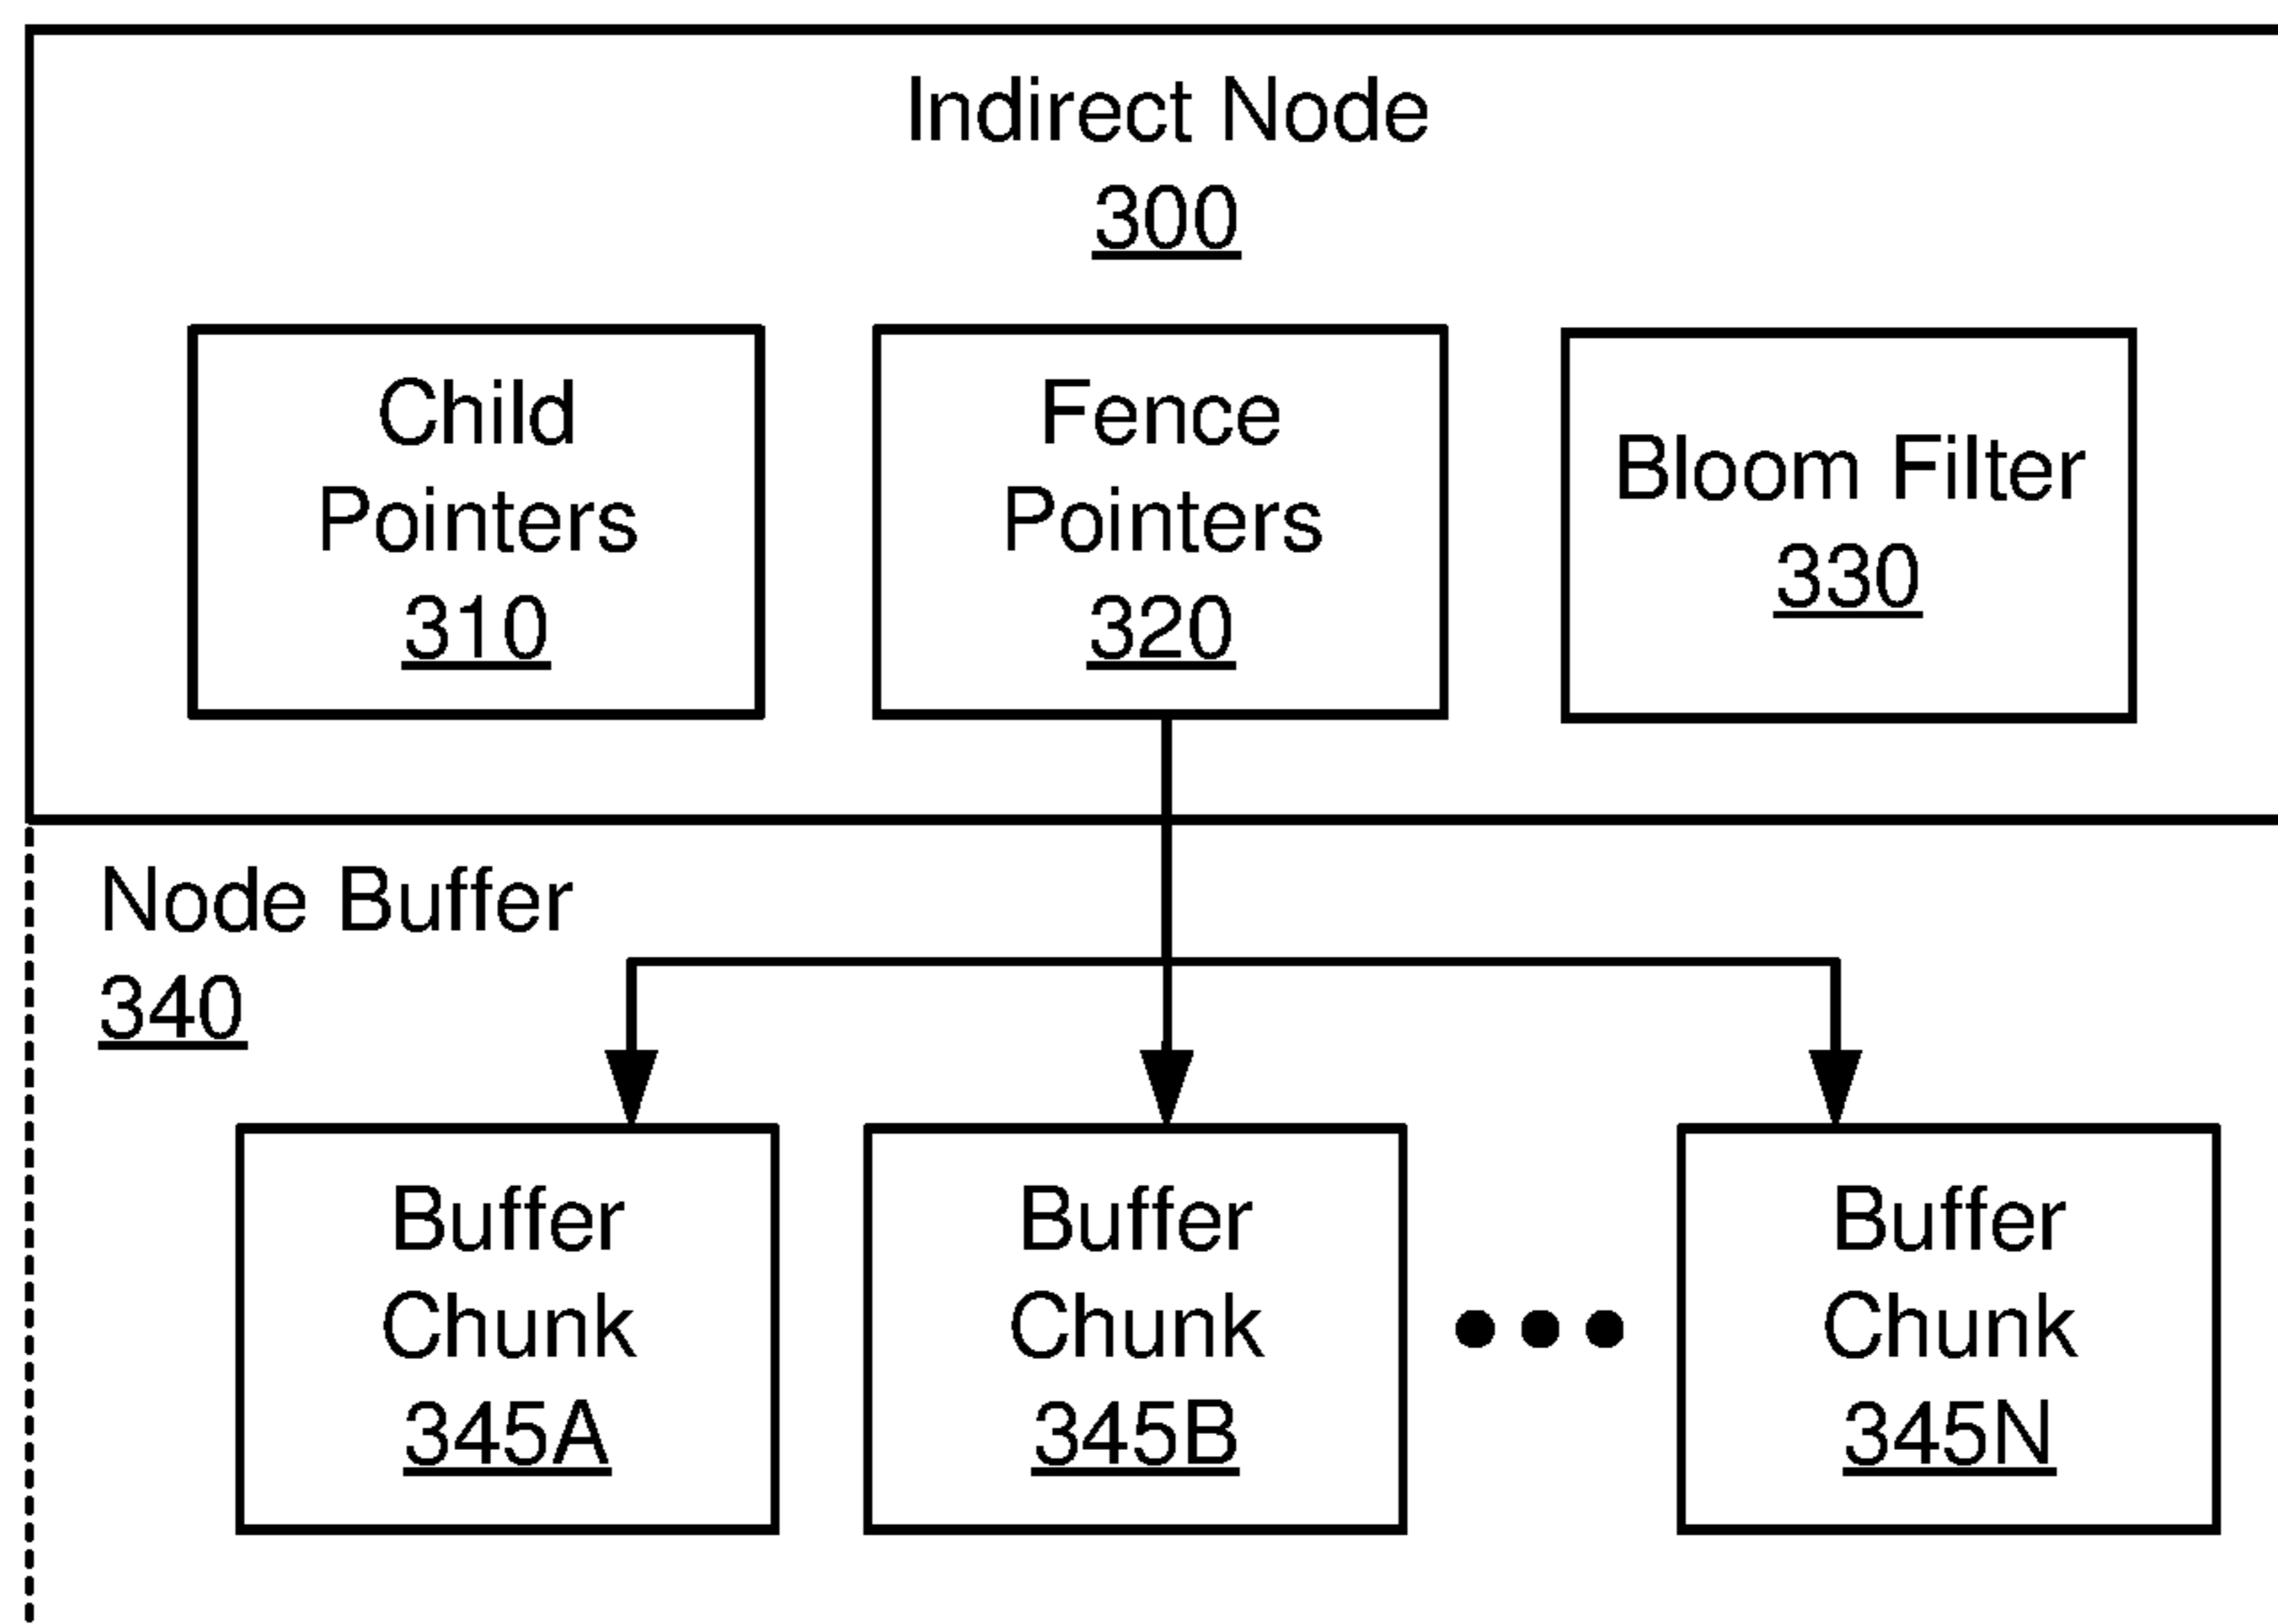 Indirect Node
300
Child
Pointers
310
Fence
Pointers
320
Bloom Filter
330
Node Buffer
340
Buffer
Chunk
345A
Buffer
Chunk
345B
Buffer
Chunk
345N